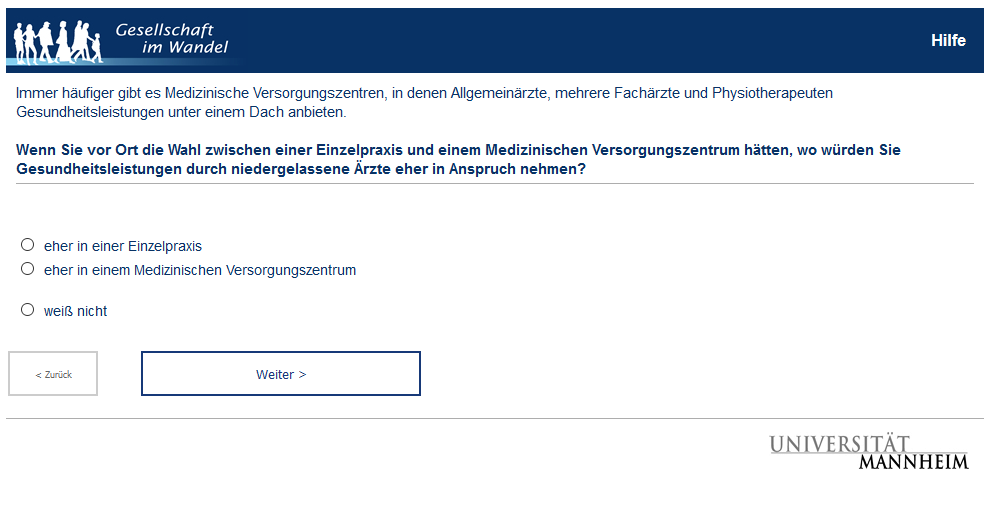 Gesellschaft
im Wandel
Hilfe
Immer häufiger gibt es Medizinische Versorgungszentren, in denen Allgemeinärzte, mehrere Fachärzte und Physiotherapeuten
Gesundheitsleistungen unter einem Dach anbieten.
Wenn Sie vor Ort die Wahl zwischen einer Einzelpraxis und einem Medizinischen Versorgungszentrum hätten, wo würden Sie
Gesundheitsleistungen durch niedergelassene Ärzte eher in Anspruch nehmen?
eher in einer Einzelpraxis
eher in einem Medizinischen Versorgungszentrum
weiß nicht
< Zurück
Weiter >
UNIVERSITÄT
MANNHEIM